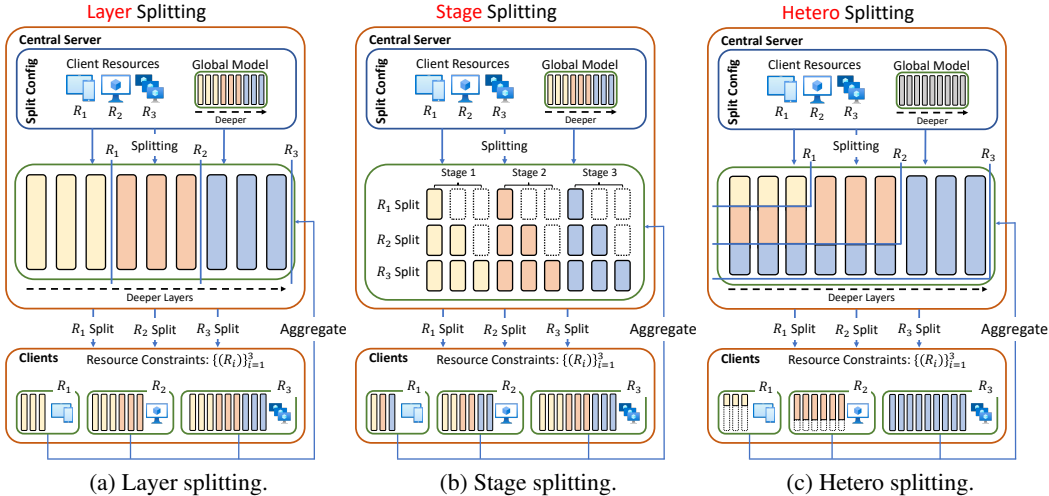 Layer Splitting
Central Server
Split Config
Client Resources
Global Model
R₁
R₂
R₃
Deeper
Splitting
R₁
R₂
R₃
Deeper Layers
R₁ Split
R₂ Split
R₃ Split
Aggregate
Clients
Resource Constraints: {(Rᵢ)}³ᵢ₌₁
R₁
R₂
R₃
(a) Layer splitting.
Stage Splitting
Central Server
Split Config
Client Resources
Global Model
R₁
R₂
R₃
Deeper
Splitting
Stage 1
Stage 2
Stage 3
R₁ Split
R₂ Split
R₃ Split
R₁ Split
R₂ Split
R₃ Split
Aggregate
Clients
Resource Constraints: {(Rᵢ)}³ᵢ₌₁
R₁
R₂
R₃
(b) Stage splitting.
Hetero Splitting
Central Server
Split Config
Client Resources
Global Model
R₁
R₂
R₃
Deeper
Splitting
R₁
R₂
R₃
Deeper Layers
R₁ Split
R₂ Split
R₃ Split
Aggregate
Clients
Resource Constraints: {(Rᵢ)}³ᵢ₌₁
R₁
R₂
R₃
(c) Hetero splitting.